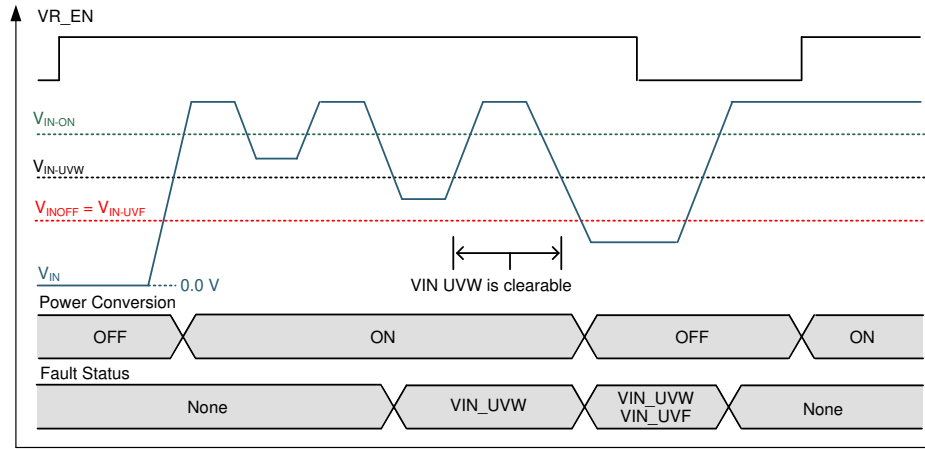 VR_EN
VIN-ON
VIN-UVW
VINOFF = VIN-UVF
VIN
0.0 V
VIN UVW is clearable
Power Conversion
OFF
ON
OFF
ON
Fault Status
None
VIN_UVW
VIN_UVW
VIN_UVF
None